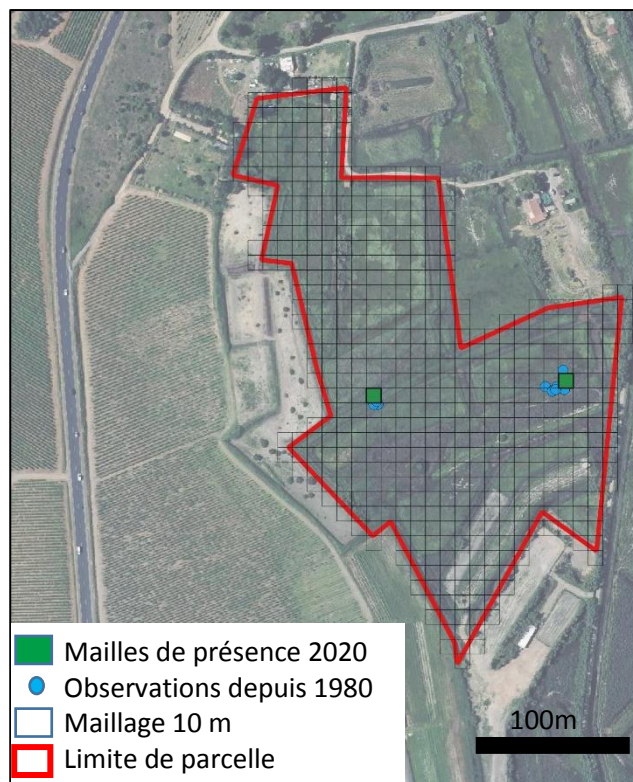 Mailles de présence 2020
Observations depuis 1980
Maillage 10 m
Limite de parcelle
100m